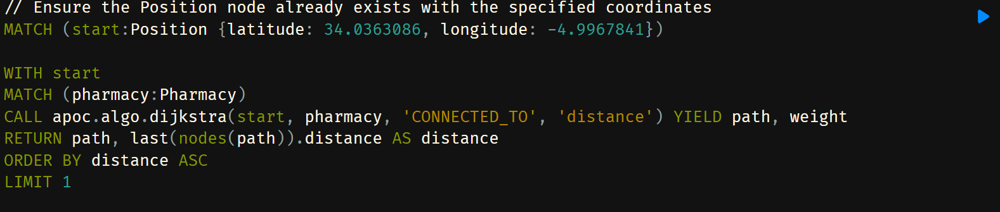 // Ensure the Position node already exists with the specified coordinates
MATCH (start:Position {latitude: 34.0363086, longitude: -4.9967841})
WITH start
MATCH (pharmacy:Pharmacy)
CALL apoc.algo.dijkstra(start, pharmacy, 'CONNECTED_TO', 'distance') YIELD path, weight
RETURN path, last(nodes(path)).distance AS distance
ORDER BY distance ASC
LIMIT 1